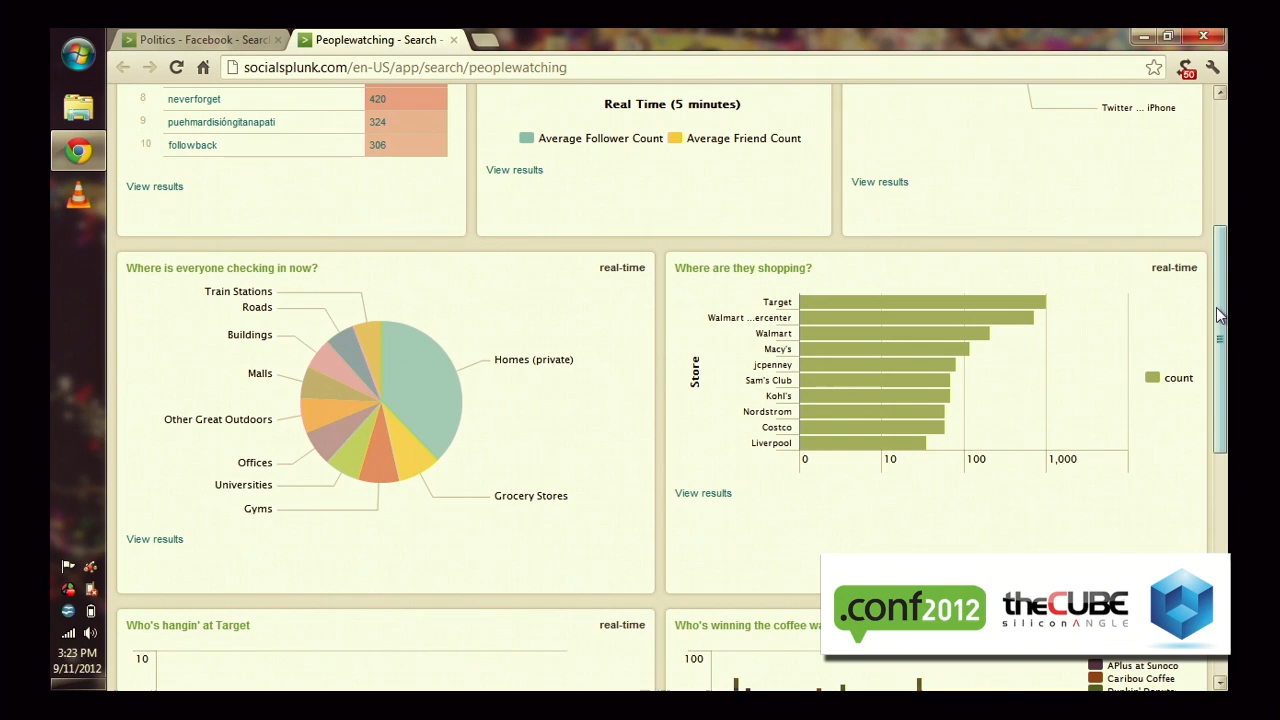 Politics - Facebook - Searc
Peoplewatching - Search -
socialsplunk.com/en-US/app/search/peoplewatching
50
8 neverforget 420
9 puehmardisióngitanapati 324
10 followback 306
View results
Real Time (5 minutes)
Average Follower Count Average Friend Count
View results
Twitter ... iPhone
View results
Where is everyone checking in now? real-time
Train Stations
Roads
Buildings
Malls
Other Great Outdoors
Offices
Universities
Gyms
Homes (private)
Grocery Stores
View results
Where are they shopping? real-time
Store
Target
Walmart ...ercenter
Walmart
Macy's
jcpenney
Sam's Club
Kohl's
Nordstrom
Costco
Liverpool
0 10 100 1,000
count
View results
Who's hangin' at Target real-time
10
Who's winning the coffee wa
100
APlus at Sunoco
Caribou Coffee
Dunkin' Donuts
3:23 PM
9/11/2012
.conf2012
theCUBE
siliconANGLE